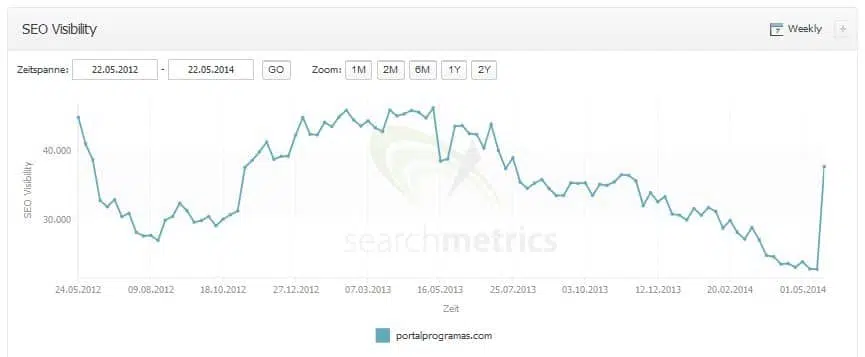 SEO Visibility
7 Weekly +
Zeitspanne: 22.05.2012 - 22.05.2014 GO Zoom: 1M 2M 6M 1Y 2Y
40.000
30.000
SEO Visibility
searchmetrics
24.05.2012 09.08.2012 18.10.2012 27.12.2012 07.03.2013 16.05.2013 25.07.2013 03.10.2013 12.12.2013 20.02.2014 01.05.2014
Zeit
portalprogramas.com